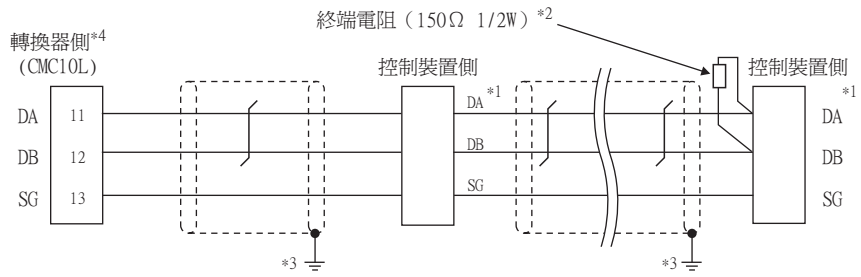 終端電阻（150Ω 1/2W）*2
轉換器側*4
(CMC10L)
控制裝置側
控制裝置側
*1
*1
DA 11 DA DA
DB 12 DB DB
SG 13 SG SG
*3
*3